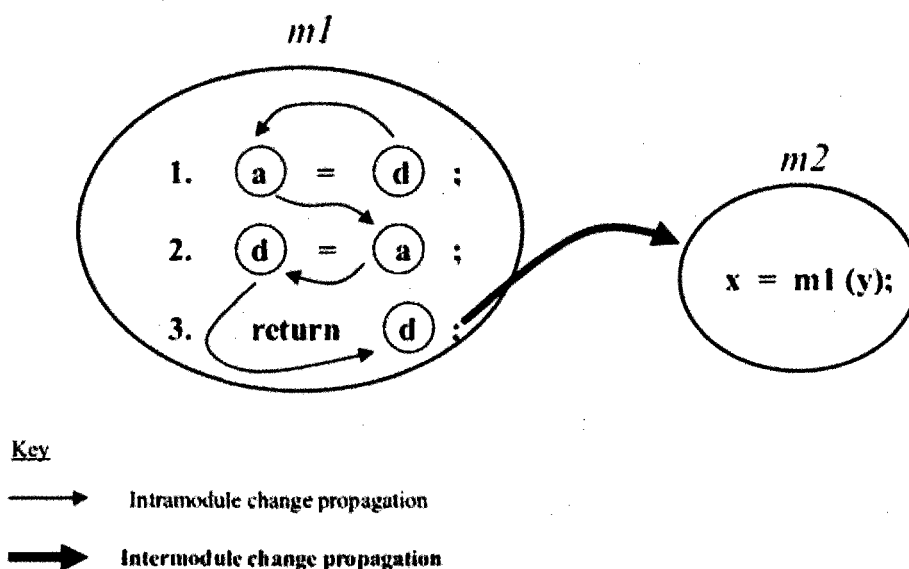 m1
1. a = d ;
2. d = a ;
3. return d ;
m2
x = m1 (y);
Key
Intramodule change propagation
Intermodule change propagation